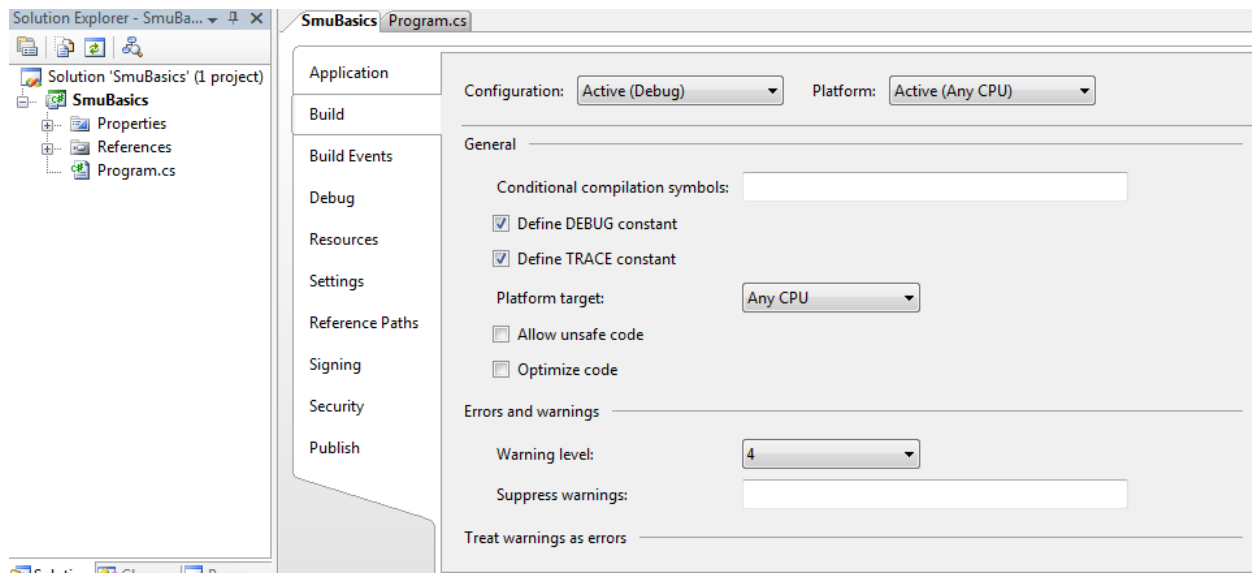 Solution Explorer - SmuBa...
Solution 'SmuBasics' (1 project)
SmuBasics
Properties
References
Program.cs
SmuBasics Program.cs
Application
Build
Build Events
Debug
Resources
Settings
Reference Paths
Signing
Security
Publish
Configuration: Active (Debug) Platform: Active (Any CPU)
General
Conditional compilation symbols:
Define DEBUG constant
Define TRACE constant
Platform target: Any CPU
Allow unsafe code
Optimize code
Errors and warnings
Warning level: 4
Suppress warnings:
Treat warnings as errors